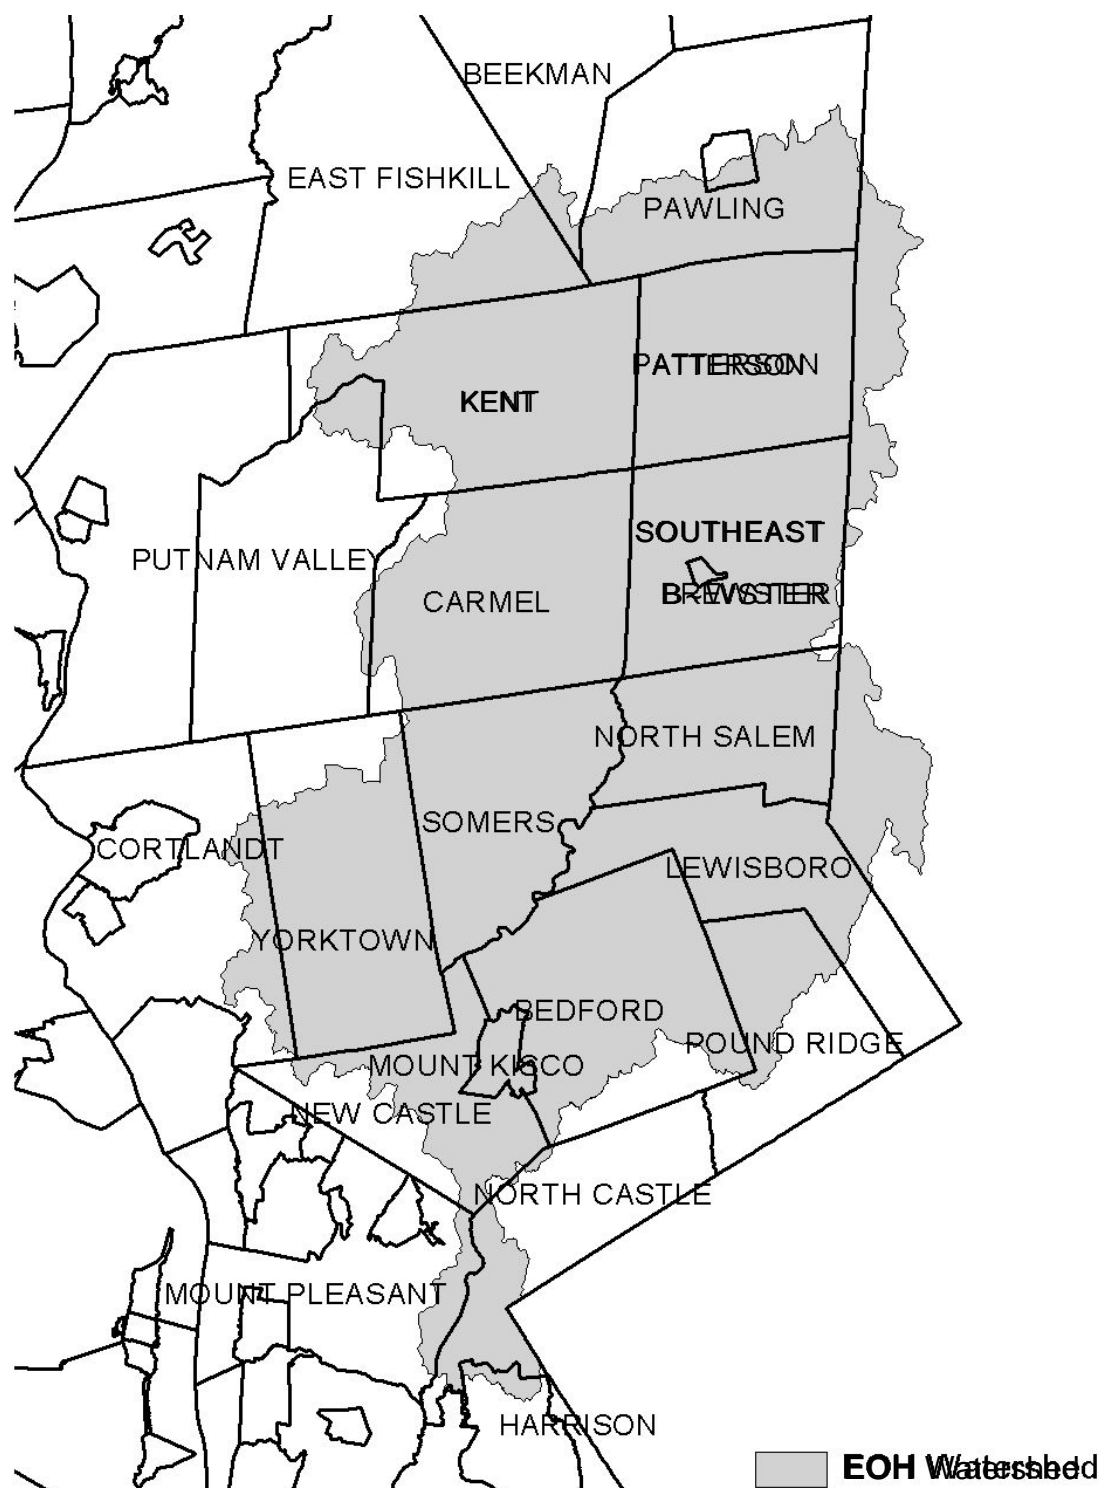 BEEKMAN
EAST FISHKILL
PAWLING
PATTERSON
KENT
SOUTHEAST
PUTNAM VALLEY
BREWSTER
CARMEL
NORTH SALEM
SOMERS
CORTLANDT
LEWISBORO
YORKTOWN
BEDFORD
POUND RIDGE
MOUNT KISCO
NEW CASTLE
NORTH CASTLE
MOUNT PLEASANT
HARRISON
EOH Watershed